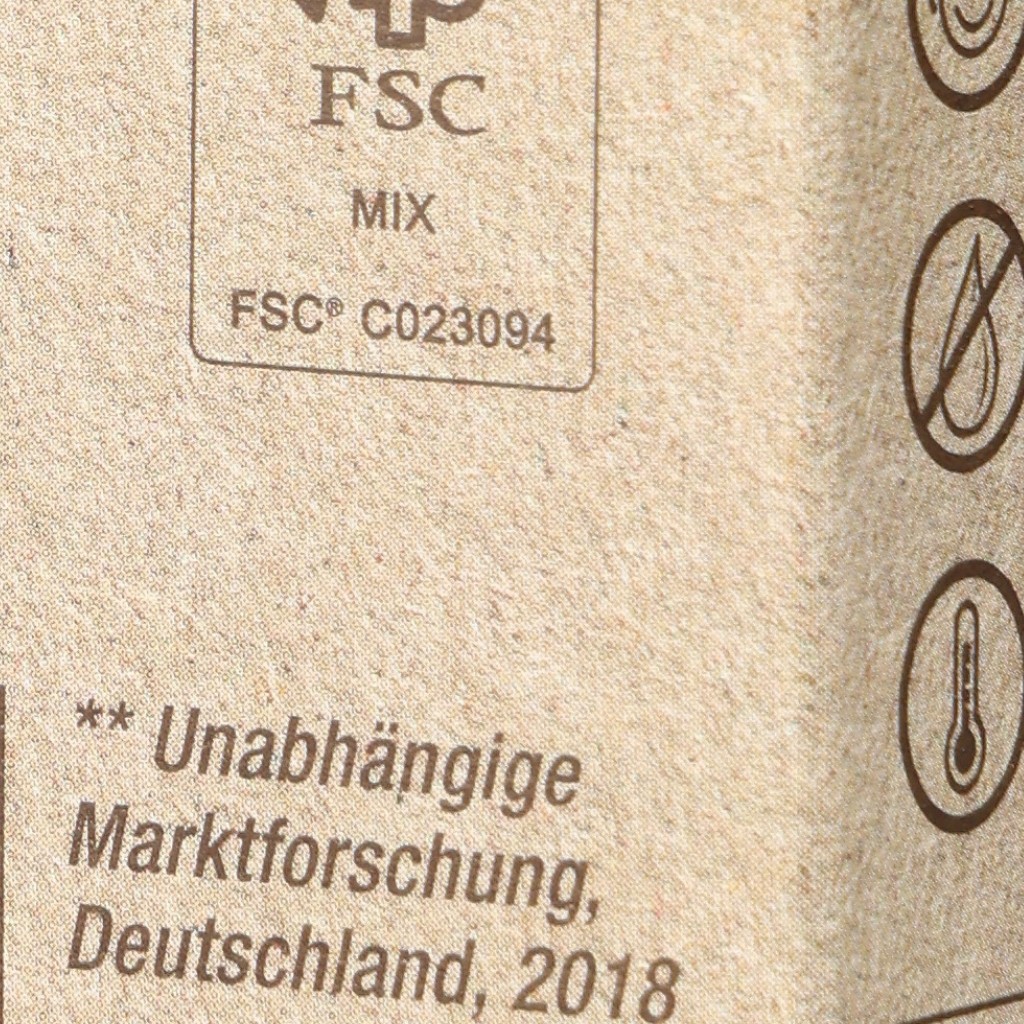 FSC
MIX
FSC® C023094
** Unabhängige
Marktforschung,
Deutschland, 2018